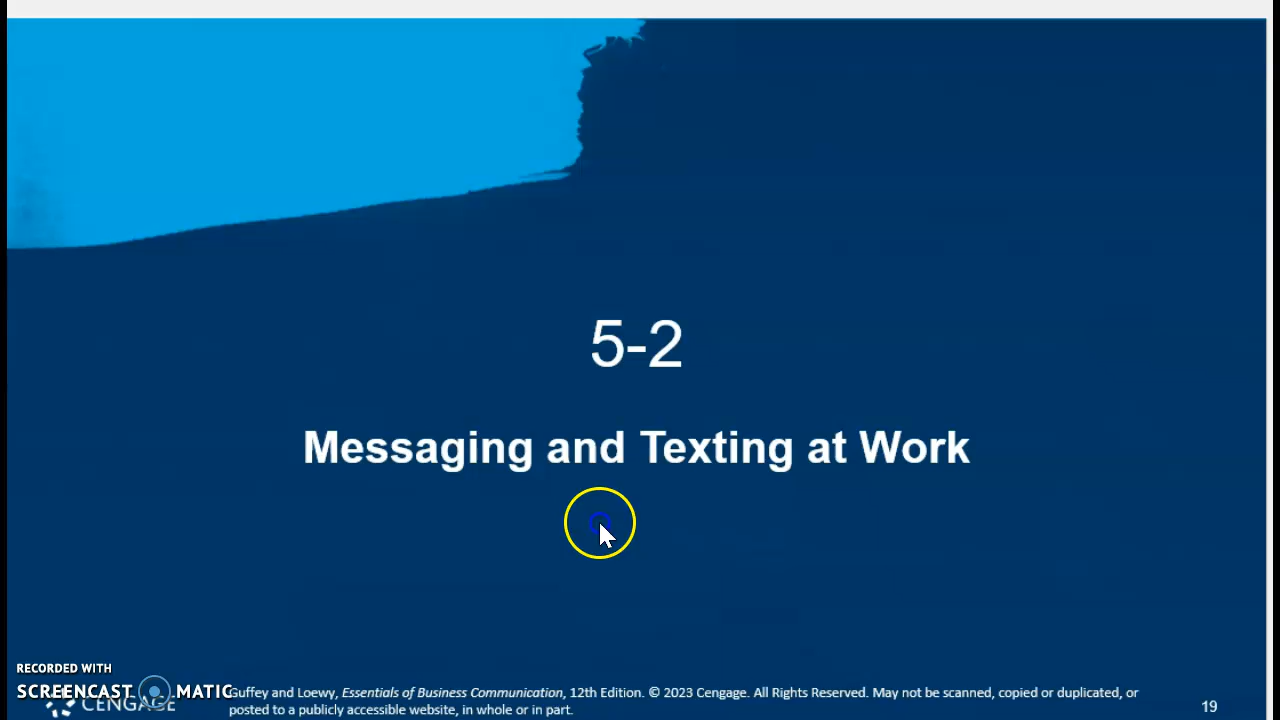 5-2
Messaging and Texting at Work
RECORDED WITH
SCREENCAST MATIC
CENGAGE
Guffey and Loewy, Essentials of Business Communication, 12th Edition. © 2023 Cengage. All Rights Reserved. May not be scanned, copied or duplicated, or
posted to a publicly accessible website, in whole or in part.
19